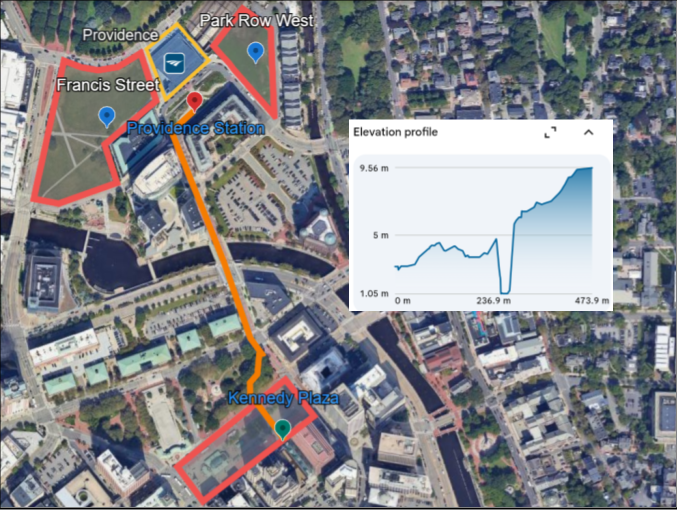 Park Row West
Providence
Francis Street
Providence Station
Kennedy Plaza
Elevation profile
9.56 m
5 m
1.05 m
0 m
236.9 m
473.9 m